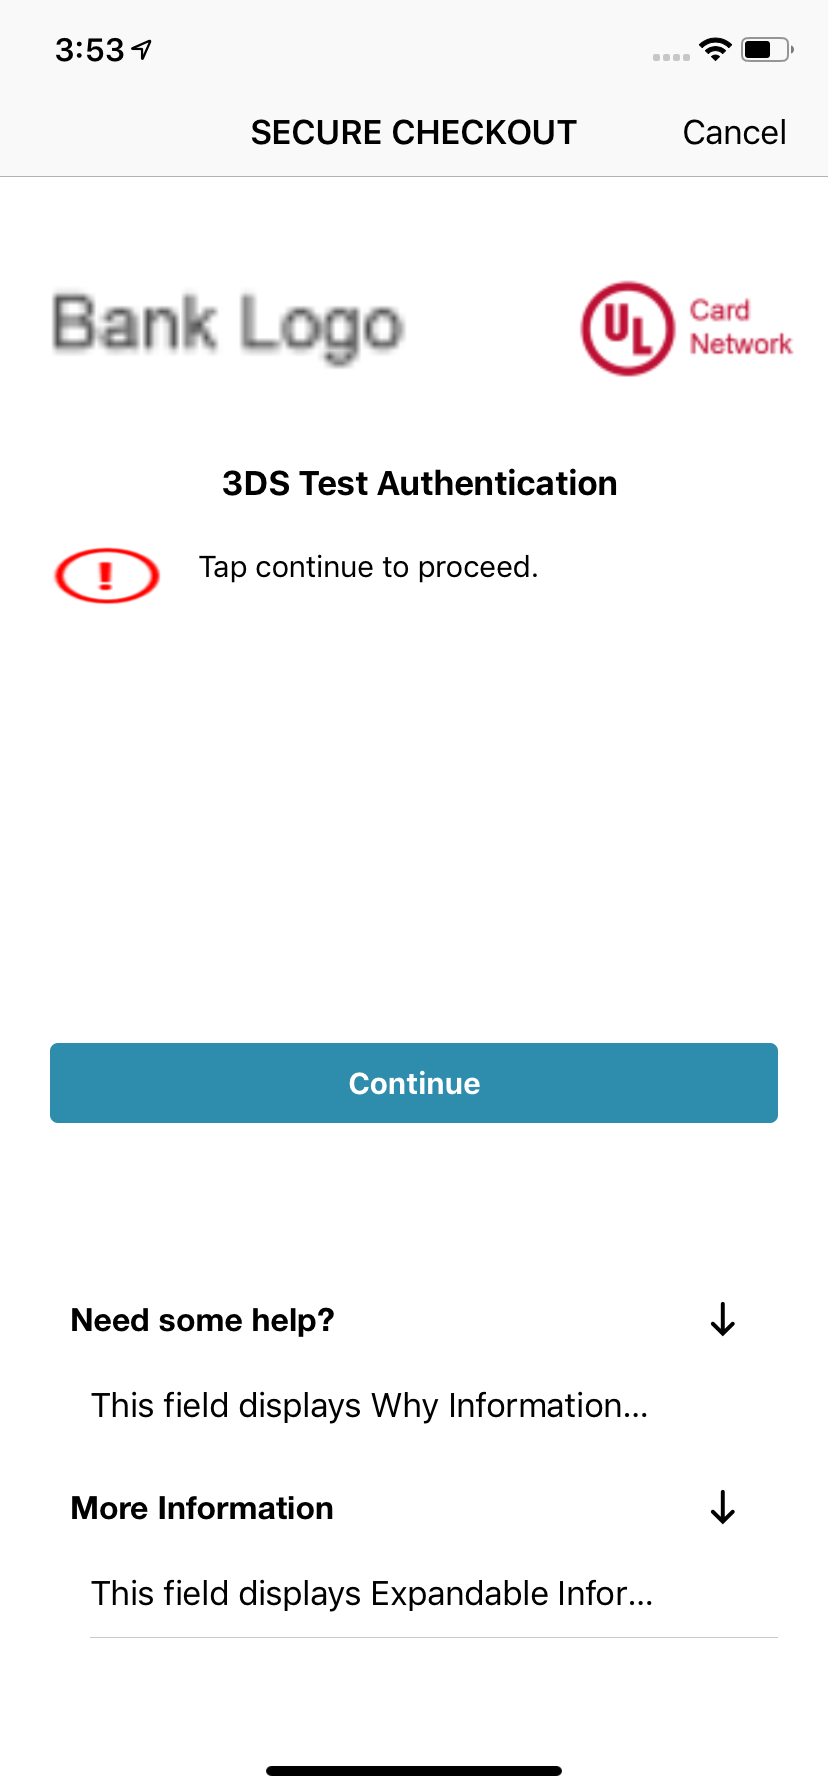 3:53
SECURE CHECKOUT
Cancel
Bank Logo
UL
Card
Network
3DS Test Authentication
!
Tap continue to proceed.
Continue
Need some help?
This field displays Why Information...
More Information
This field displays Expandable Infor...